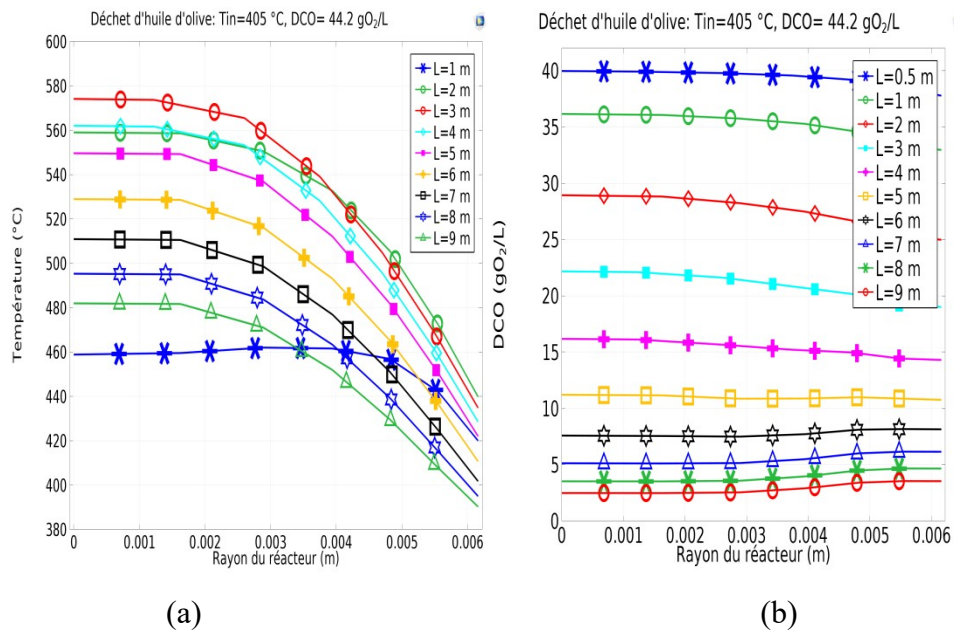 Déchet d'huile d'olive: Tin=405 °C, DCO= 44.2 gO₂/L
600
580
560
540
520
500
480
460
440
420
400
380
Température (°C)
L=1 m
L=2 m
L=3 m
L=4 m
L=5 m
L=6 m
L=7 m
L=8 m
L=9 m
0 0.001 0.002 0.003 0.004 0.005 0.006
Rayon du réacteur (m)
(a)
Déchet d'huile d'olive: Tin=405 °C, DCO= 44.2 gO₂/L
40
35
30
25
20
15
10
5
0
DCO (gO₂/L)
L=0.5 m
L=1 m
L=2 m
L=3 m
L=4 m
L=5 m
L=6 m
L=7 m
L=8 m
L=9 m
0 0.001 0.002 0.003 0.004 0.005 0.006
Rayon du réacteur (m)
(b)